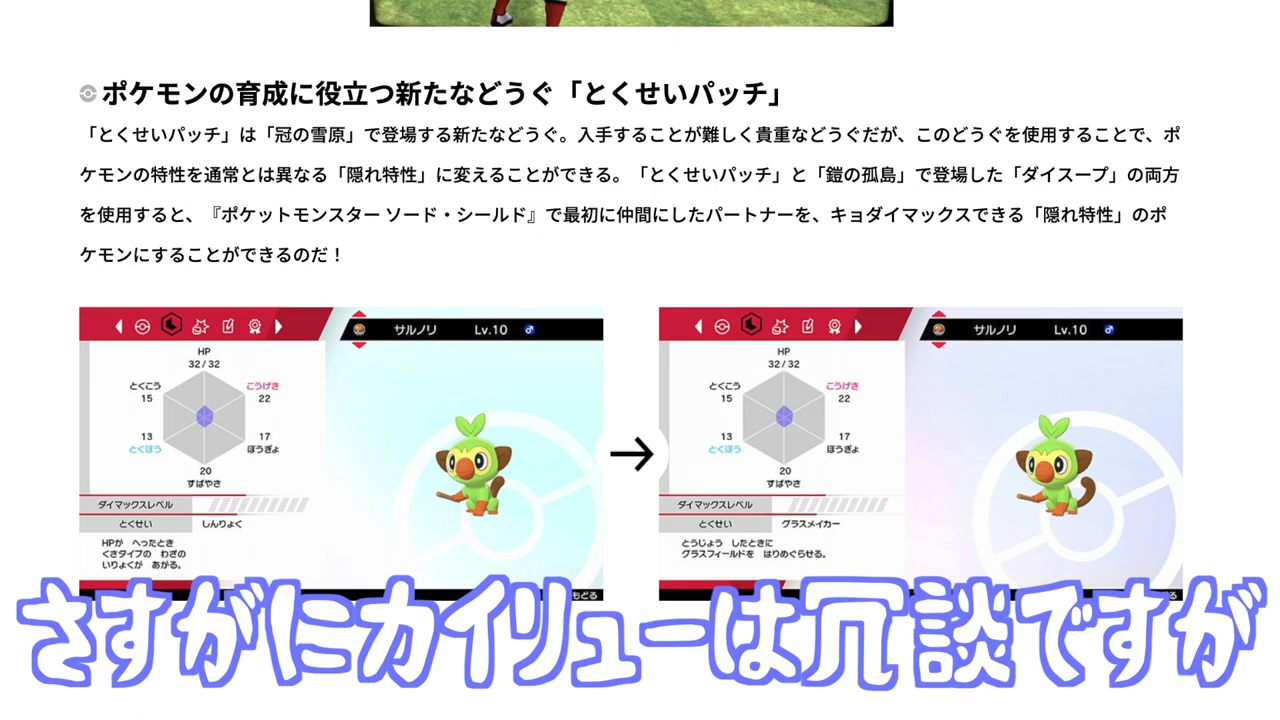 ポケモンの育成に役立つ新たなどうぐ「とくせいパッチ」
「とくせいパッチ」は「冠の雪原」で登場する新たなどうぐ。入手することが難しく貴重などうぐだが、このどうぐを使用することで、ポ
ケモンの特性を通常とは異なる「隠れ特性」に変えることができる。「とくせいパッチ」と「鎧の孤島」で登場した「ダイスープ」の両方
を使用すると、『ポケットモンスター ソード・シールド』で最初に仲間にしたパートナーを、キョダイマックスできる「隠れ特性」のポ
ケモンにすることができるのだ！
サルノリ Lv.10 ♂
HP
32/32
とくこう
15
こうげき
22
13
とくぼう
17
ぼうぎょ
20
すばやさ
ダイマックスレベル
とくせい しんりょく
HPが へったとき
くさタイプの わざの
いりょくが あがる。
もどる
サルノリ Lv.10 ♂
HP
32/32
とくこう
15
こうげき
22
13
とくぼう
17
ぼうぎょ
20
すばやさ
ダイマックスレベル
とくせい グラスメイカー
とうじょう したときに
グラスフィールドを はりめぐらせる。
る
さすがにカイリューは冗談ですが